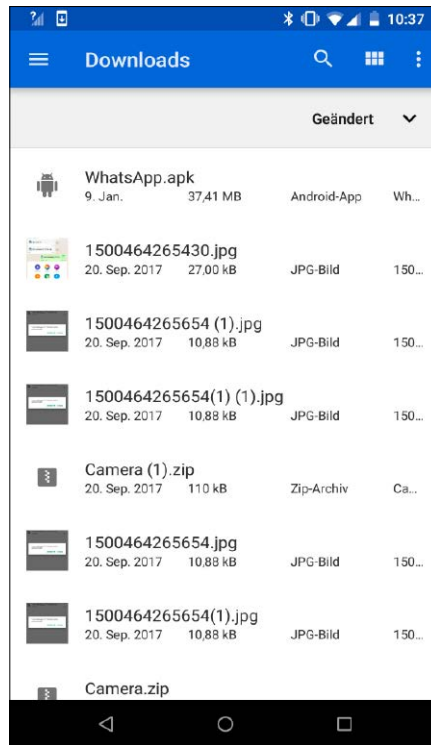 10:37
Downloads
Geändert
WhatsApp.apk
9. Jan. 37,41 MB Android-App Wh...
1500464265430.jpg
20. Sep. 2017 27,00 kB JPG-Bild 150...
1500464265654 (1).jpg
20. Sep. 2017 10,88 kB JPG-Bild 150...
1500464265654(1) (1).jpg
20. Sep. 2017 10,88 kB JPG-Bild 150...
Camera (1).zip
20. Sep. 2017 110 kB Zip-Archiv Ca...
1500464265654.jpg
20. Sep. 2017 10,88 kB JPG-Bild 150...
1500464265654(1).jpg
20. Sep. 2017 10,88 kB JPG-Bild 150...
Camera.zip